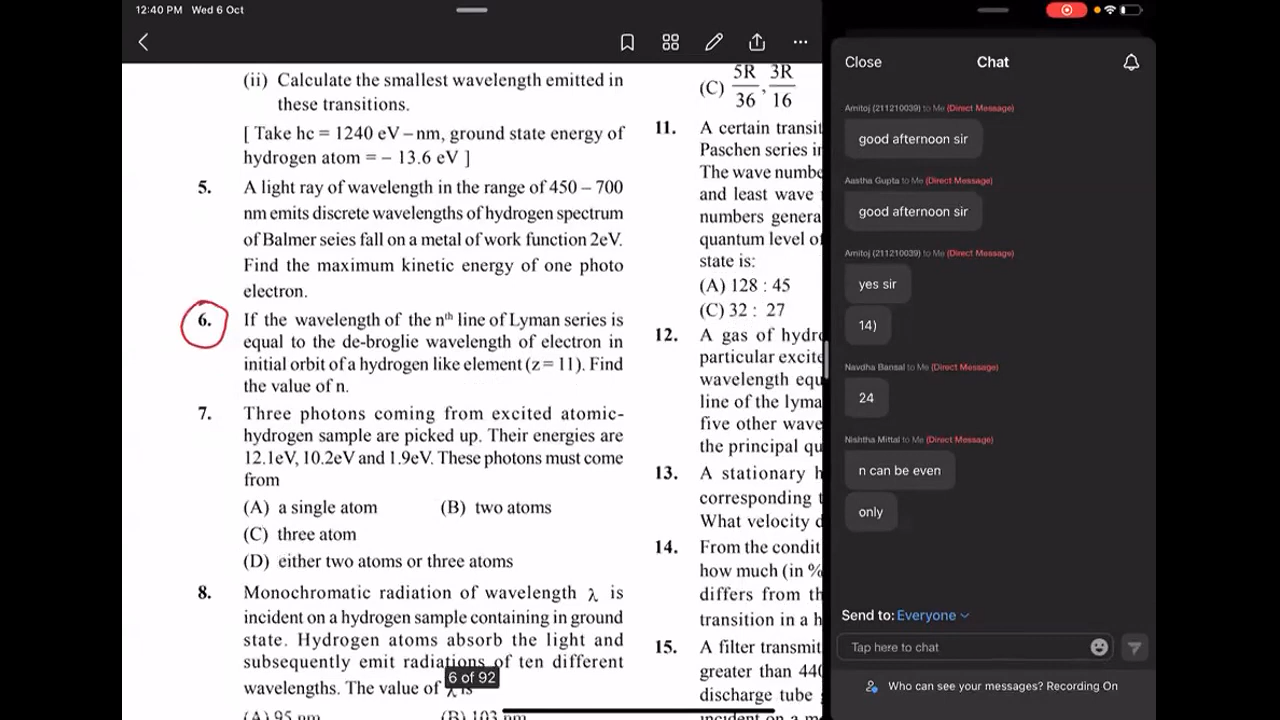 12:40 PM Wed 6 Oct
(ii) Calculate the smallest wavelength emitted in
these transitions.
[ Take hc = 1240 eV – nm, ground state energy of
hydrogen atom = – 13.6 eV ]
5. A light ray of wavelength in the range of 450 – 700
nm emits discrete wavelengths of hydrogen spectrum
of Balmer seies fall on a metal of work function 2eV.
Find the maximum kinetic energy of one photo
electron.
6. If the wavelength of the nth line of Lyman series is
equal to the de-broglie wavelength of electron in
initial orbit of a hydrogen like element (z = 11). Find
the value of n.
7. Three photons coming from excited atomic-
hydrogen sample are picked up. Their energies are
12.1eV, 10.2eV and 1.9eV. These photons must come
from
(A) a single atom (B) two atoms
(C) three atom
(D) either two atoms or three atoms
8. Monochromatic radiation of wavelength λ is
incident on a hydrogen sample containing in ground
state. Hydrogen atoms absorb the light and
subsequently emit radiations of ten different
wavelengths. The value of λ is
(A) 95 nm (B) 103 nm
6 of 92
(C) 5R/36, 3R/16
11. A certain transit
Paschen series in
The wave numbe
and least wave
numbers genera
quantum level of
state is:
(A) 128 : 45
(C) 32 : 27
12. A gas of hydro
particular excite
wavelength equ
line of the lyma
five other wave
the principal qu
13. A stationary h
corresponding t
What velocity
14. From the condit
how much (in %
differs from th
transition in a h
15. A filter transmit
greater than 440
discharge tube
incident on a m
Close Chat
Amitoj (211210039) to Me (Direct Message)
good afternoon sir
Aastha Gupta to Me (Direct Message)
good afternoon sir
Amitoj (211210039) to Me (Direct Message)
yes sir
14)
Navdha Bansal to Me (Direct Message)
24
Nishtha Mittal to Me (Direct Message)
n can be even
only
Send to: Everyone
Tap here to chat
Who can see your messages? Recording On